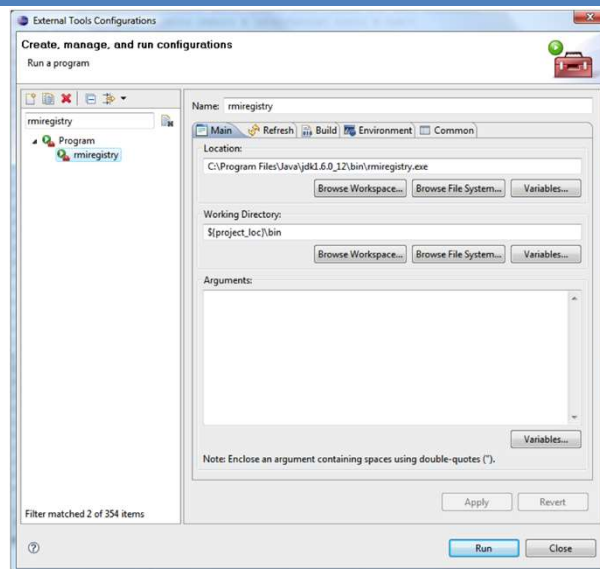 External Tools Configurations
Create, manage, and run configurations
Run a program
rmiregistry
Program
rmiregistry
Filter matched 2 of 354 items
Name: rmiregistry
Main Refresh Build Environment Common
Location:
C:\Program Files\Java\jdk1.6.0_12\bin\rmiregistry.exe
Browse Workspace... Browse File System... Variables...
Working Directory:
${project_loc}\bin
Browse Workspace... Browse File System... Variables...
Arguments:
Variables...
Note: Enclose an argument containing spaces using double-quotes (").
Apply Revert
Run Close